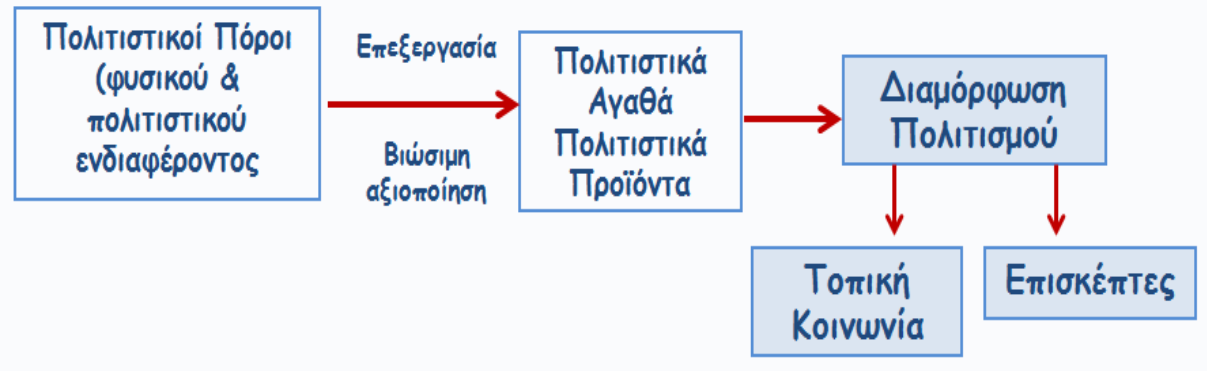 Πολιτιστικοί Πόροι
(φυσικού &
πολιτιστικού
ενδιαφέροντος
Επεξεργασία
Βιώσιμη
αξιοποίηση
Πολιτιστικά
Αγαθά
Πολιτιστικά
Προϊόντα
Διαμόρφωση
Πολιτισμού
Τοπική
Κοινωνία
Επισκέπτες